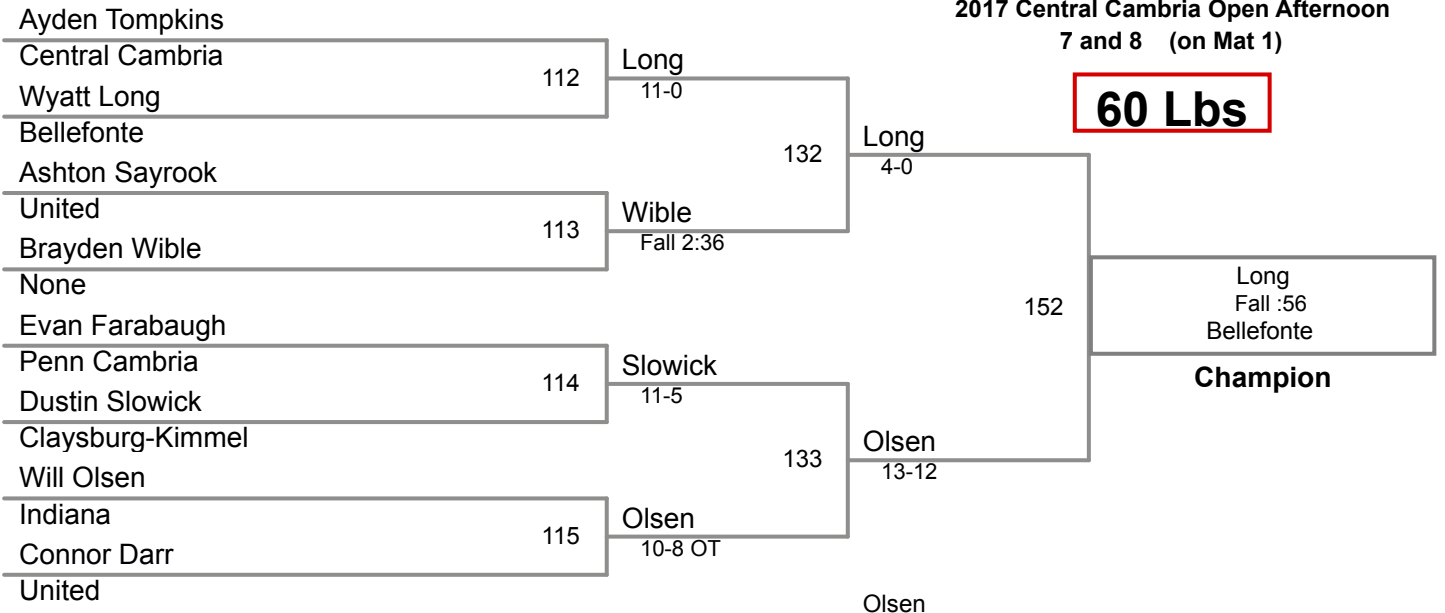 2017 Central Cambria Open Afternoon
7 and 8 (on Mat 1)
60 Lbs
Ayden Tompkins
Central Cambria
Wyatt Long
Bellefonte
Ashton Sayrook
United
Brayden Wible
None
Evan Farabaugh
Penn Cambria
Dustin Slowick
Claysburg-Kimmel
Will Olsen
Indiana
Connor Darr
United
112
113
114
115
Long
11-0
Wible
Fall 2:36
Slowick
11-5
Olsen
10-8 OT
132
133
Long
4-0
Olsen
13-12
152
Long
Fall :56
Bellefonte
Champion
Olsen